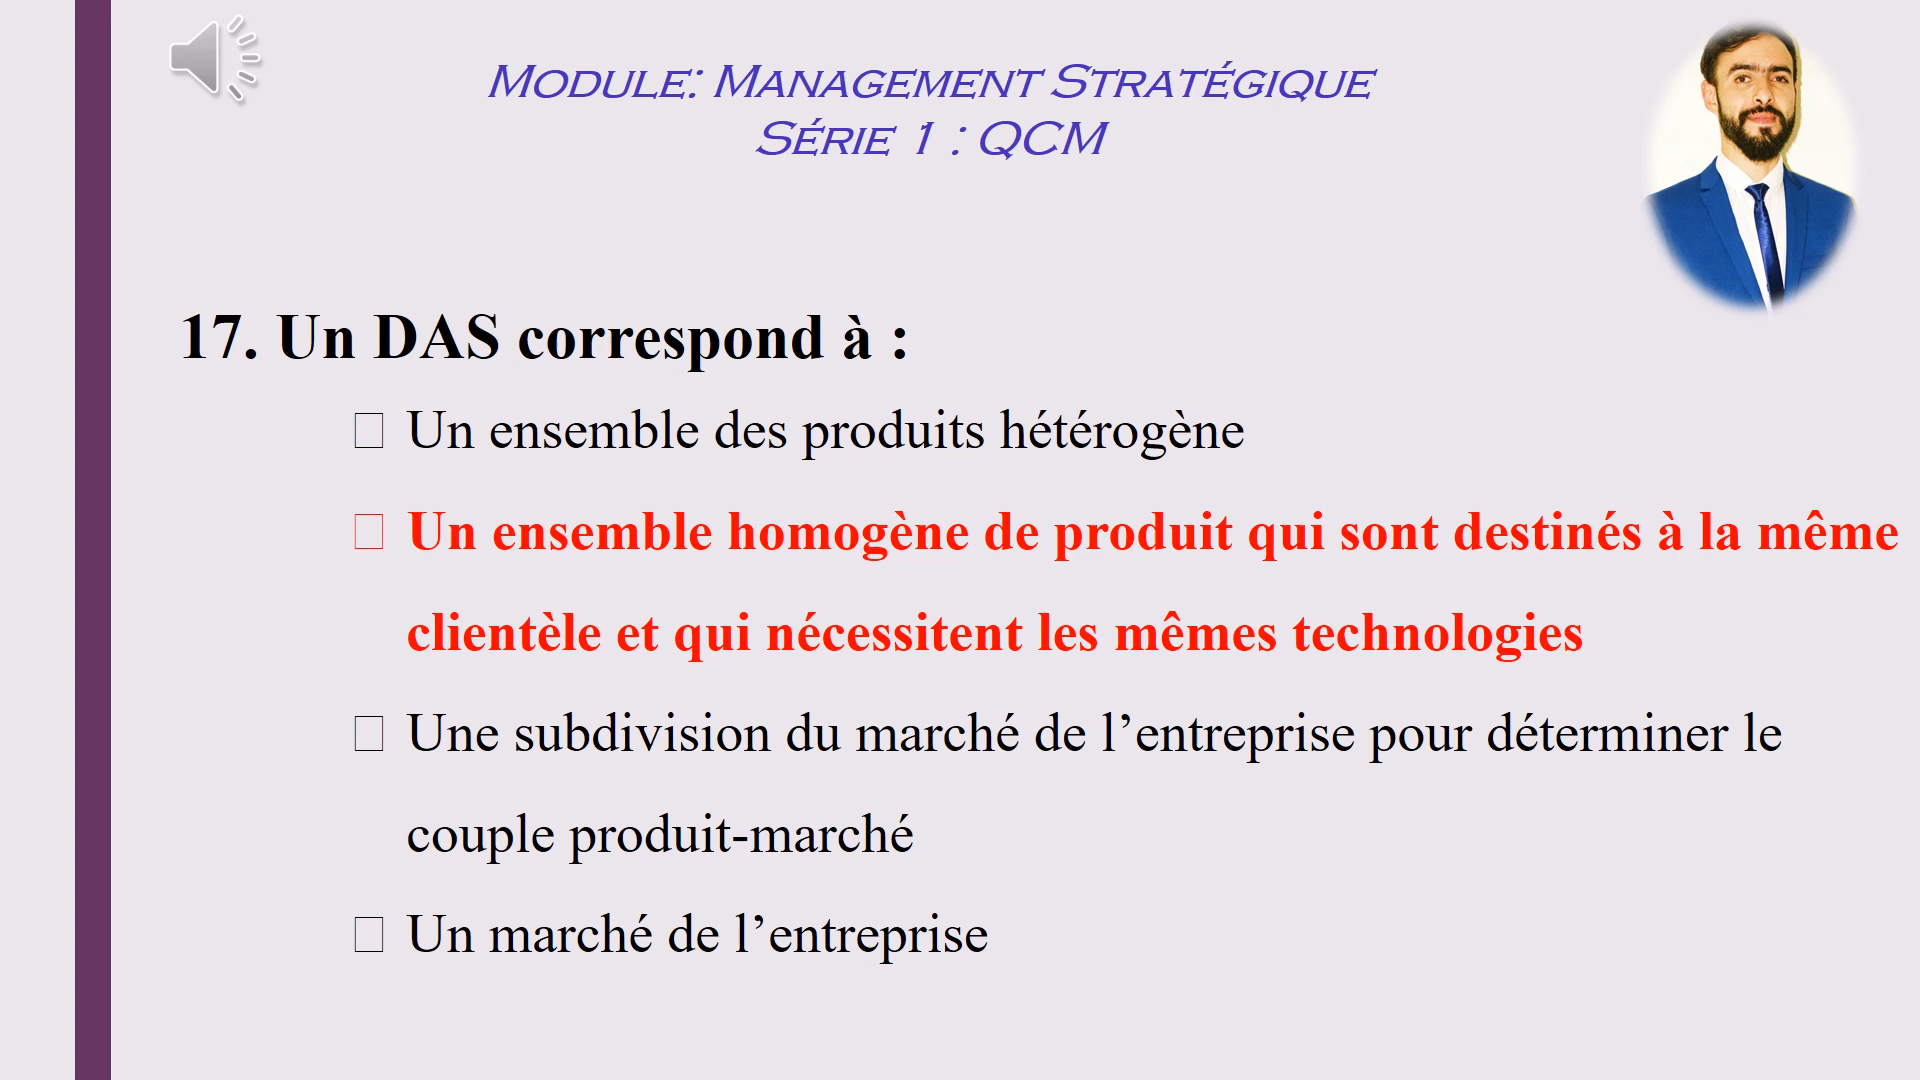 Module: Management Stratégique
Série 1 : QCM
17. Un DAS correspond à :
Un ensemble des produits hétérogène
Un ensemble homogène de produit qui sont destinés à la même
clientèle et qui nécessitent les mêmes technologies
Une subdivision du marché de l’entreprise pour déterminer le
couple produit-marché
Un marché de l’entreprise